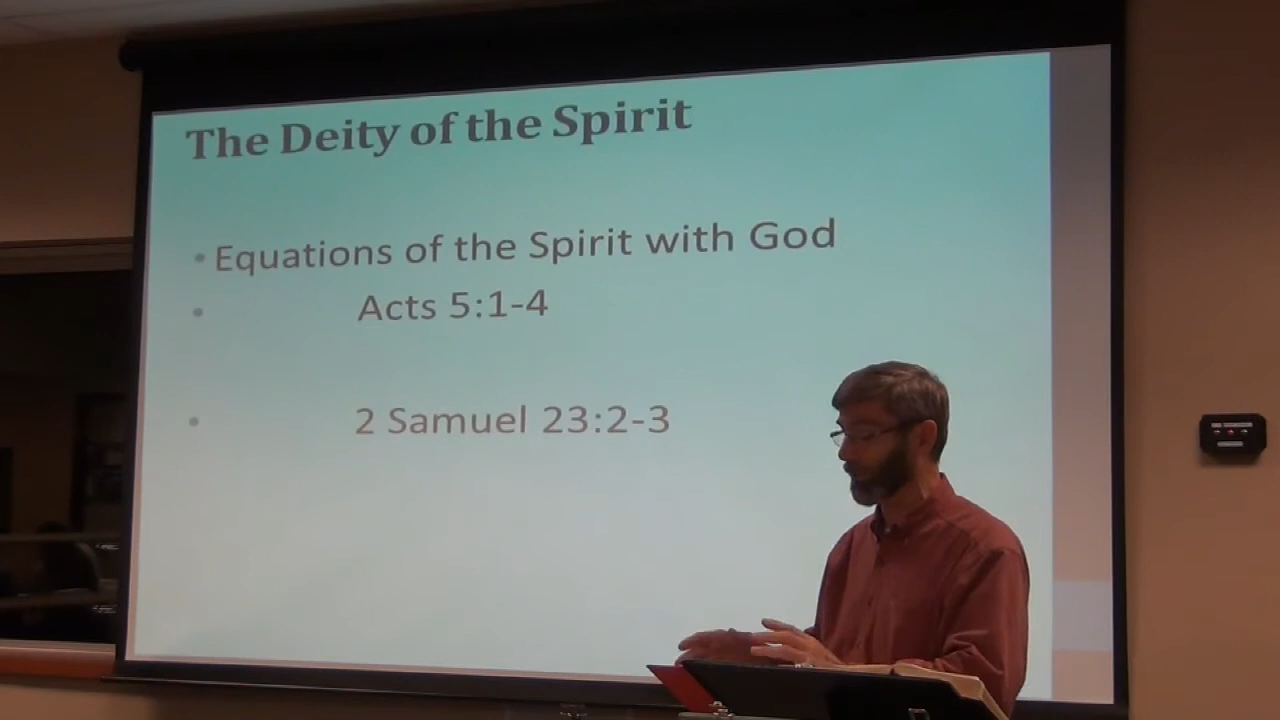 The Deity of the Spirit
• Equations of the Spirit with God
• Acts 5:1-4
• 2 Samuel 23:2-3